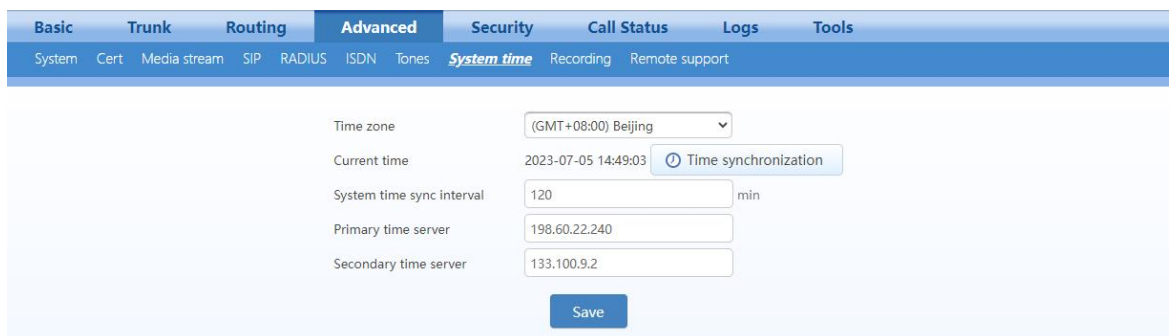 Basic Trunk Routing Advanced Security Call Status Logs Tools
System Cert Media stream SIP RADIUS ISDN Tones System time Recording Remote support
Time zone (GMT+08:00) Beijing
Current time 2023-07-05 14:49:03 Time synchronization
System time sync interval 120 min
Primary time server 198.60.22.240
Secondary time server 133.100.9.2
Save